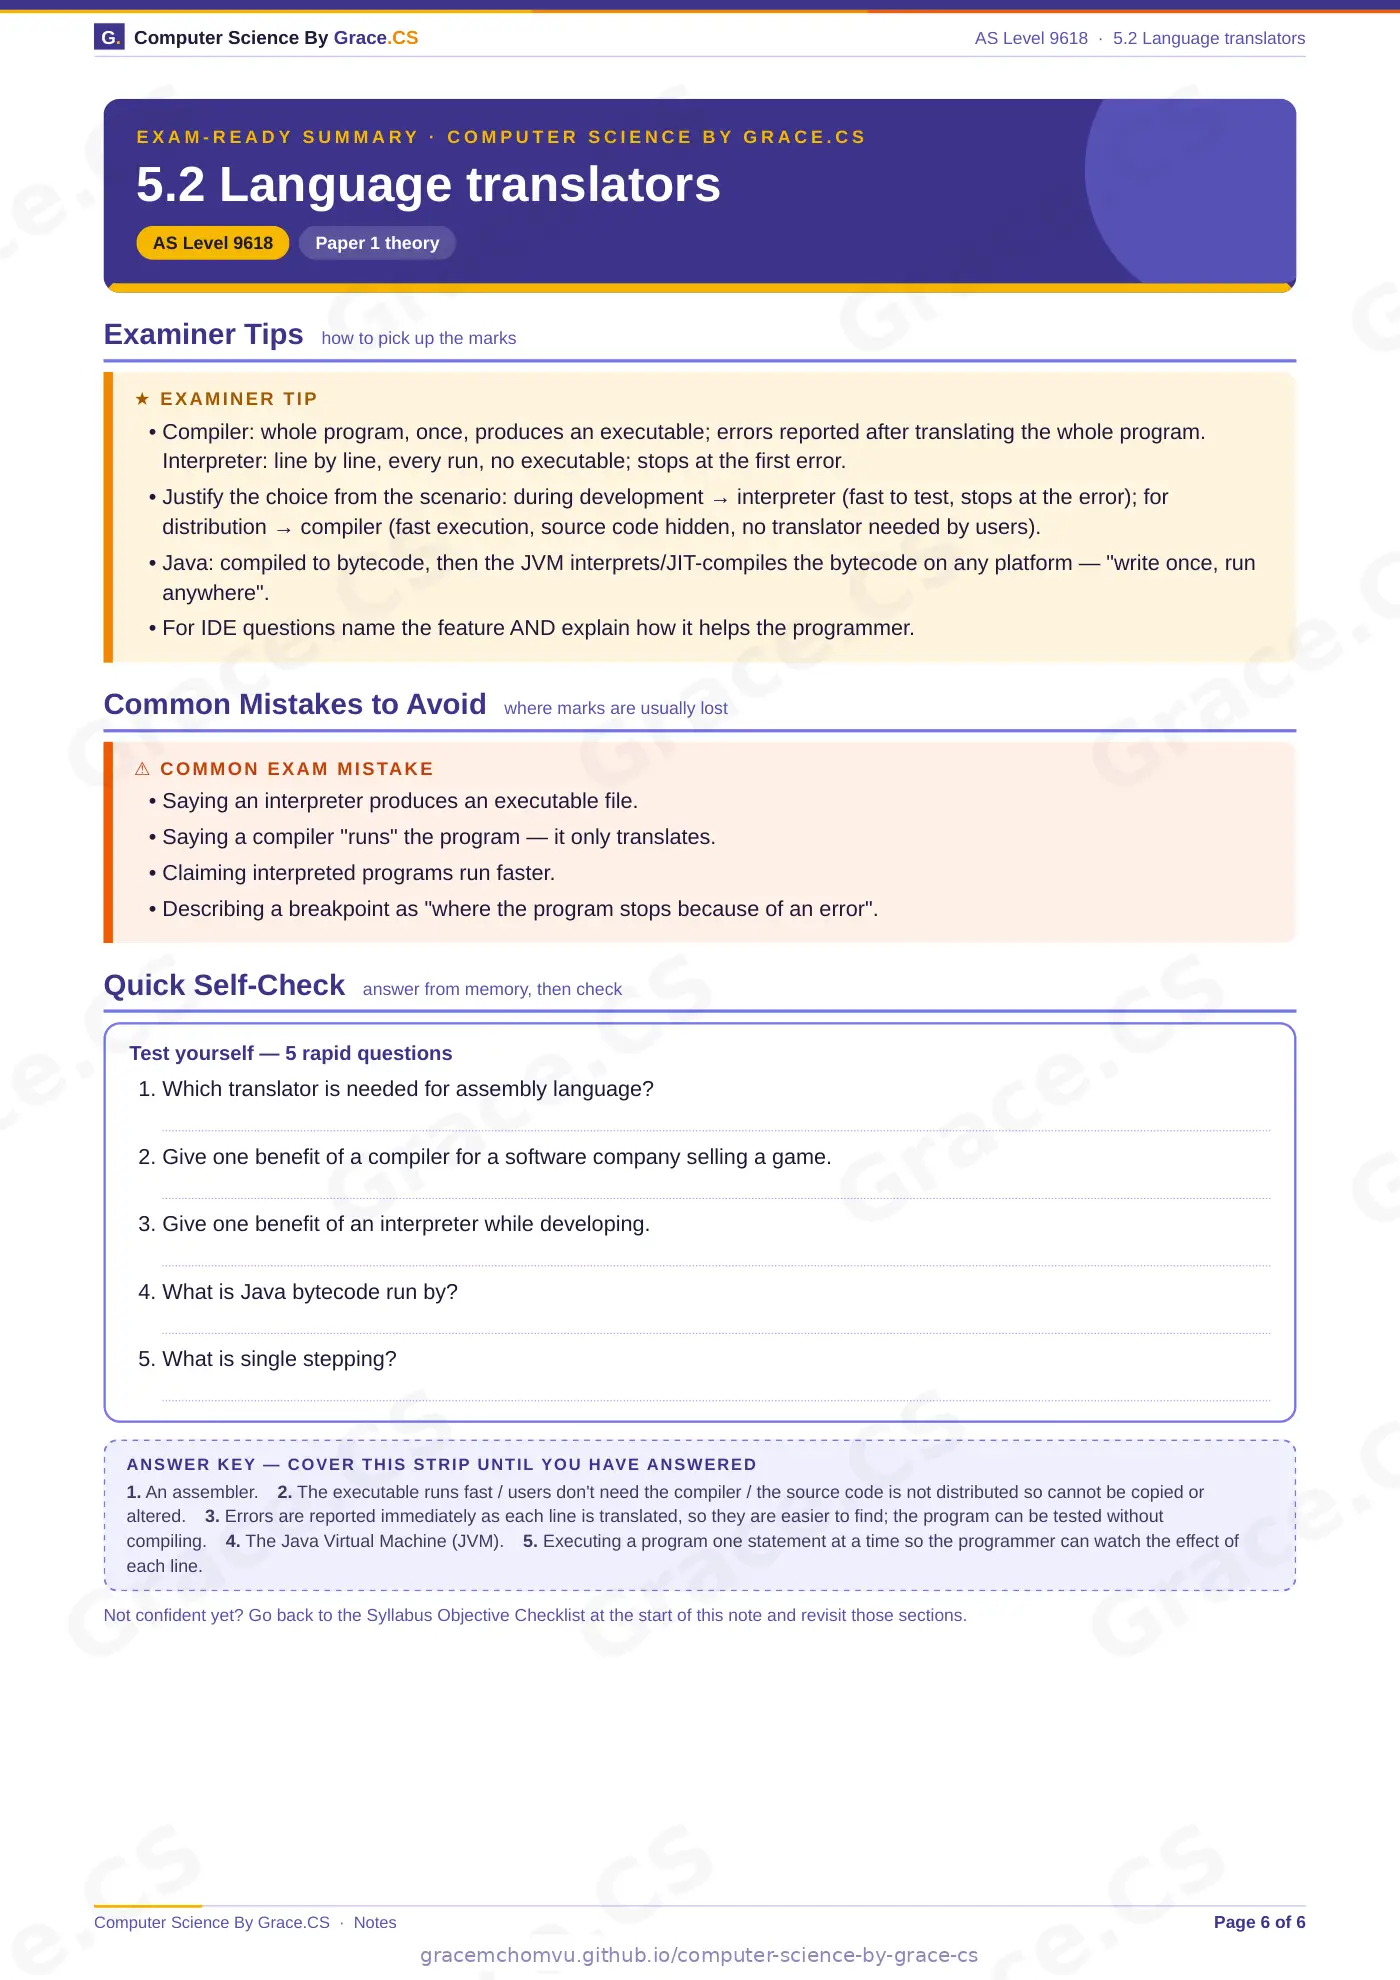 G. Computer Science By Grace.CS
AS Level 9618 · 5.2 Language translators
EXAM-READY SUMMARY · COMPUTER SCIENCE BY GRACE.CS
5.2 Language translators
AS Level 9618 Paper 1 theory
Examiner Tips how to pick up the marks
★ EXAMINER TIP
• Compiler: whole program, once, produces an executable; errors reported after translating the whole program.
Interpreter: line by line, every run, no executable; stops at the first error.
• Justify the choice from the scenario: during development → interpreter (fast to test, stops at the error); for
distribution → compiler (fast execution, source code hidden, no translator needed by users).
• Java: compiled to bytecode, then the JVM interprets/JIT-compiles the bytecode on any platform — "write once, run
anywhere".
• For IDE questions name the feature AND explain how it helps the programmer.
Common Mistakes to Avoid where marks are usually lost
⚠ COMMON EXAM MISTAKE
• Saying an interpreter produces an executable file.
• Saying a compiler "runs" the program — it only translates.
• Claiming interpreted programs run faster.
• Describing a breakpoint as "where the program stops because of an error".
Quick Self-Check answer from memory, then check
Test yourself — 5 rapid questions
1. Which translator is needed for assembly language?
2. Give one benefit of a compiler for a software company selling a game.
3. Give one benefit of an interpreter while developing.
4. What is Java bytecode run by?
5. What is single stepping?
ANSWER KEY — COVER THIS STRIP UNTIL YOU HAVE ANSWERED
1. An assembler. 2. The executable runs fast / users don't need the compiler / the source code is not distributed so cannot be copied or
altered. 3. Errors are reported immediately as each line is translated, so they are easier to find; the program can be tested without
compiling. 4. The Java Virtual Machine (JVM). 5. Executing a program one statement at a time so the programmer can watch the effect of
each line.
Not confident yet? Go back to the Syllabus Objective Checklist at the start of this note and revisit those sections.
Computer Science By Grace.CS · Notes
Page 6 of 6
gracemchomvu.github.io/computer-science-by-grace-cs